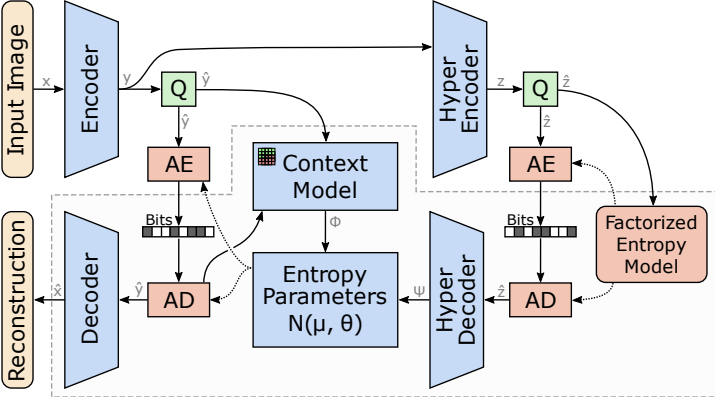 Input Image
x
Encoder
y
Q
ŷ
ŷ
AE
Bits
AD
ŷ
Decoder
x̂
Reconstruction
Context
Model
Φ
Entropy
Parameters
N(μ, θ)
Ψ
Hyper
Encoder
z
Q
ẑ
ẑ
AE
Bits
AD
ẑ
Hyper
Decoder
Factorized
Entropy
Model